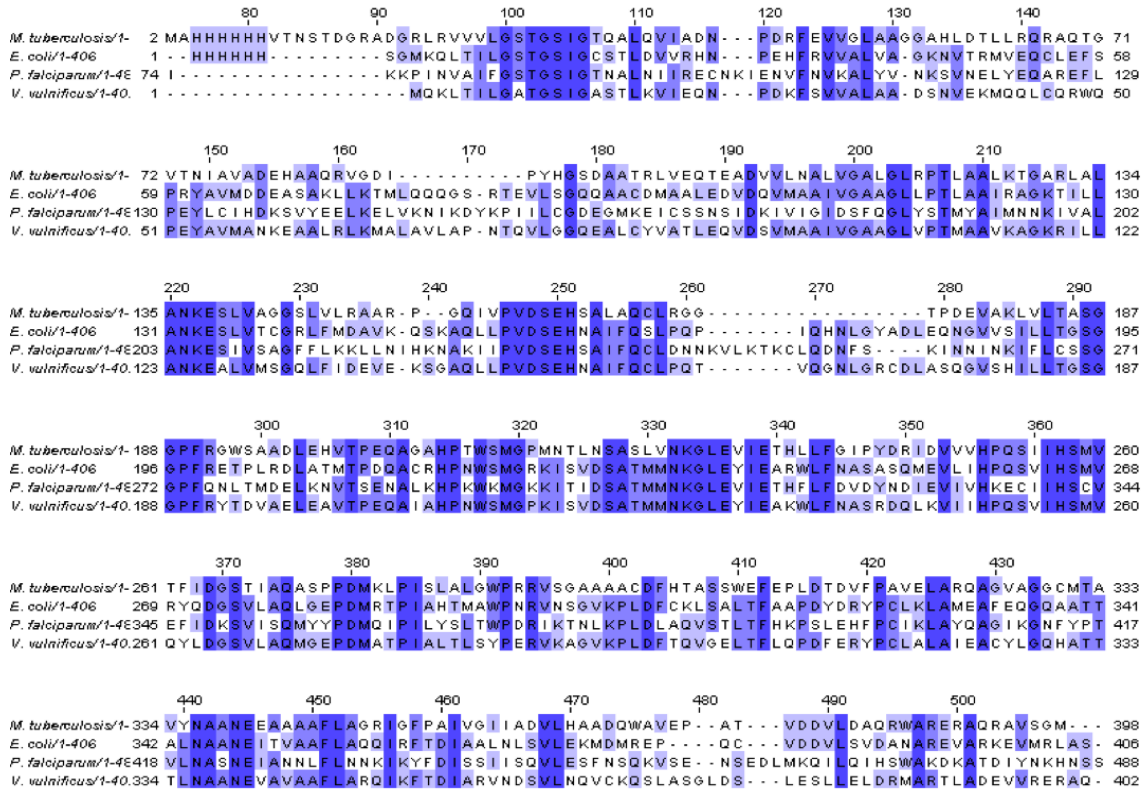 80 90 100 110 120 130 140
M. tuberculosis/1- 2 MAHHHHHHVTNSTDGRADGRLRVVVLGSTGSIGTQALQVIADN---PDRFEVVGLAAGGAHLDTLLRQRAQTG 71
E.coli/1-406 1 --HHHHHH---------SGMKQLTILGSTGSIGCSTLDVVRHN---PEHFRVVALVA-GKNVTRMVEQCLEFS 58
P. falciparum/1-48 74 I----------------KKPINVAIFGSTGSIGTNALNIIRECNKIENVFNVKALYV-NKSVNELYEQAREFL 129
V. vulnificus/1-40. 1 -------------------MQKLTILGATGSIGASTLKVIEQN---PDKFSVVALAA-DSNVEKMQQLCQRWQ 50
150 160 170 180 190 200 210
M. tuberculosis/1- 72 VTNIAVADEHAAQRVGDI----------PYHGSDAATRLVEQTEADVVLNALVGALGLRPTLAALKTGARLAL 134
E.coli/1-406 59 PRYAVMDDEASAKLLKTMLQQQGS-RTEVLSGQQAACDMAALEDVDQVMAAIVGAAGLLPTLAAIRAGKTILL 130
P. falciparum/1-48 130 PEYLCIHDKSVYEELKELVKNIKDYKPIILCGDEGMKEICSSNSIDKIVIGIDSFQGLYSTMYAIMNNKIVAL 202
V. vulnificus/1-40. 51 PEYAVMANKEAALRLKMALAVLAP-NTQVLGGQEALCYVATLEQVDSVMAAIVGAAGLVPTMAAVKAGKRILL 122
220 230 240 250 260 270 280 290
M. tuberculosis/1- 135 ANKESLVAGGSLVLRAAR-P--GQIVPVDSEHSALAQCLRGG-----------------TPDEVAKLVLTASG 187
E.coli/1-406 131 ANKESLVTCGRLFMDAVK-QSKAQLLPVDSEHNAIFQSLPQP-------IQHNLGYADLEQNGVVSILLTGSG 195
P. falciparum/1-48 203 ANKESIVSAGFFLKKLLNIHKNAKIIPVDSEHSAIFQCLDNNKVLKTKCLQDNFS----KINNINKIFLCSSG 271
V. vulnificus/1-40. 123 ANKEALVMSGQLFIDEVE-KSGAQLLPVDSEHNAIFQCLPQT-------VQGNLGRCDLASQGVSHILLTGSG 187
300 310 320 330 340 350 360
M. tuberculosis/1- 188 GPFRGWSAADLEHVTPEQAGAHPTWSMGPMNTLNSASLVNKGLEVIETHLLFGIPYDRIDVVVHPQSIIHSMV 260
E.coli/1-406 196 GPFRETPLRDLATMTPDQACRHPNWSMGRKISVDSATMMNKGLEYIEARWLFNASASQMEVLIHPQSVIHSMV 268
P. falciparum/1-48 272 GPFQNLTMDELKNVTSENALKHPKWKMGKKITIDSATMMNKGLEVIETHFLFDVDYNDIEVIVHKECIIHSCV 344
V. vulnificus/1-40. 188 GPFRYTDVAELEAVTPEQAIAHPNWSMGPKISVDSATMMNKGLEYIEAKWLFNASRDQLKVIIHPQSVIHSMV 260
370 380 390 400 410 420 430
M. tuberculosis/1- 261 TFIDGSTIAQASPPDMKLPISLALGWPRRVSGAAAACDFHTASSWEFEPLDTDVFPAVELARQAGVAGGCMTA 333
E.coli/1-406 269 RYQDGSVLAQLGEPDMRTPIAHTMAWPNRVNSGVKPLDFCKLSALTFAAPDYDRYPCLKLAMEAFEQGQAATT 341
P. falciparum/1-48 345 EFIDKSVISQMYYPDMQIPILYSLTWPDRIKTNLKPLDLAQVSTLTFHKPSLEHFPCIKLAYQAGIKGNFYPT 417
V. vulnificus/1-40. 261 QYLDGSVLAQMGEPDMATPIALTLSYPERVKAGVKPLDFTQVGELTFLQPDFERYPCLALAIEACYLGQHATT 333
440 450 460 470 480 490 500
M. tuberculosis/1- 334 VYNAANEEAAAAFLAGRIGFPAIVGIIADVLHAADQWAVEP--AT---VDDVLDAQRWARERAQRAVSGM--- 398
E.coli/1-406 342 ALNAANEITVAAFLAQQIRFTDIAALNLSVLEKMDMREP--QC---VDDVLSVDANAREVARKEVMRLAS- 406
P. falciparum/1-48 418 VLNASNEIANNLFLNNKIKYFDISSIISQVLESFNSQKVSE--NSEDLMKQILQIHSWAKDKATDIYNKHNSS 488
V. vulnificus/1-40. 334 TLNAANEVAVAAFLARQIKFTDIARVNDSVLNQVCKQSLASGLDS---LESLLELDRMARTLADEVVRERAQ- 402